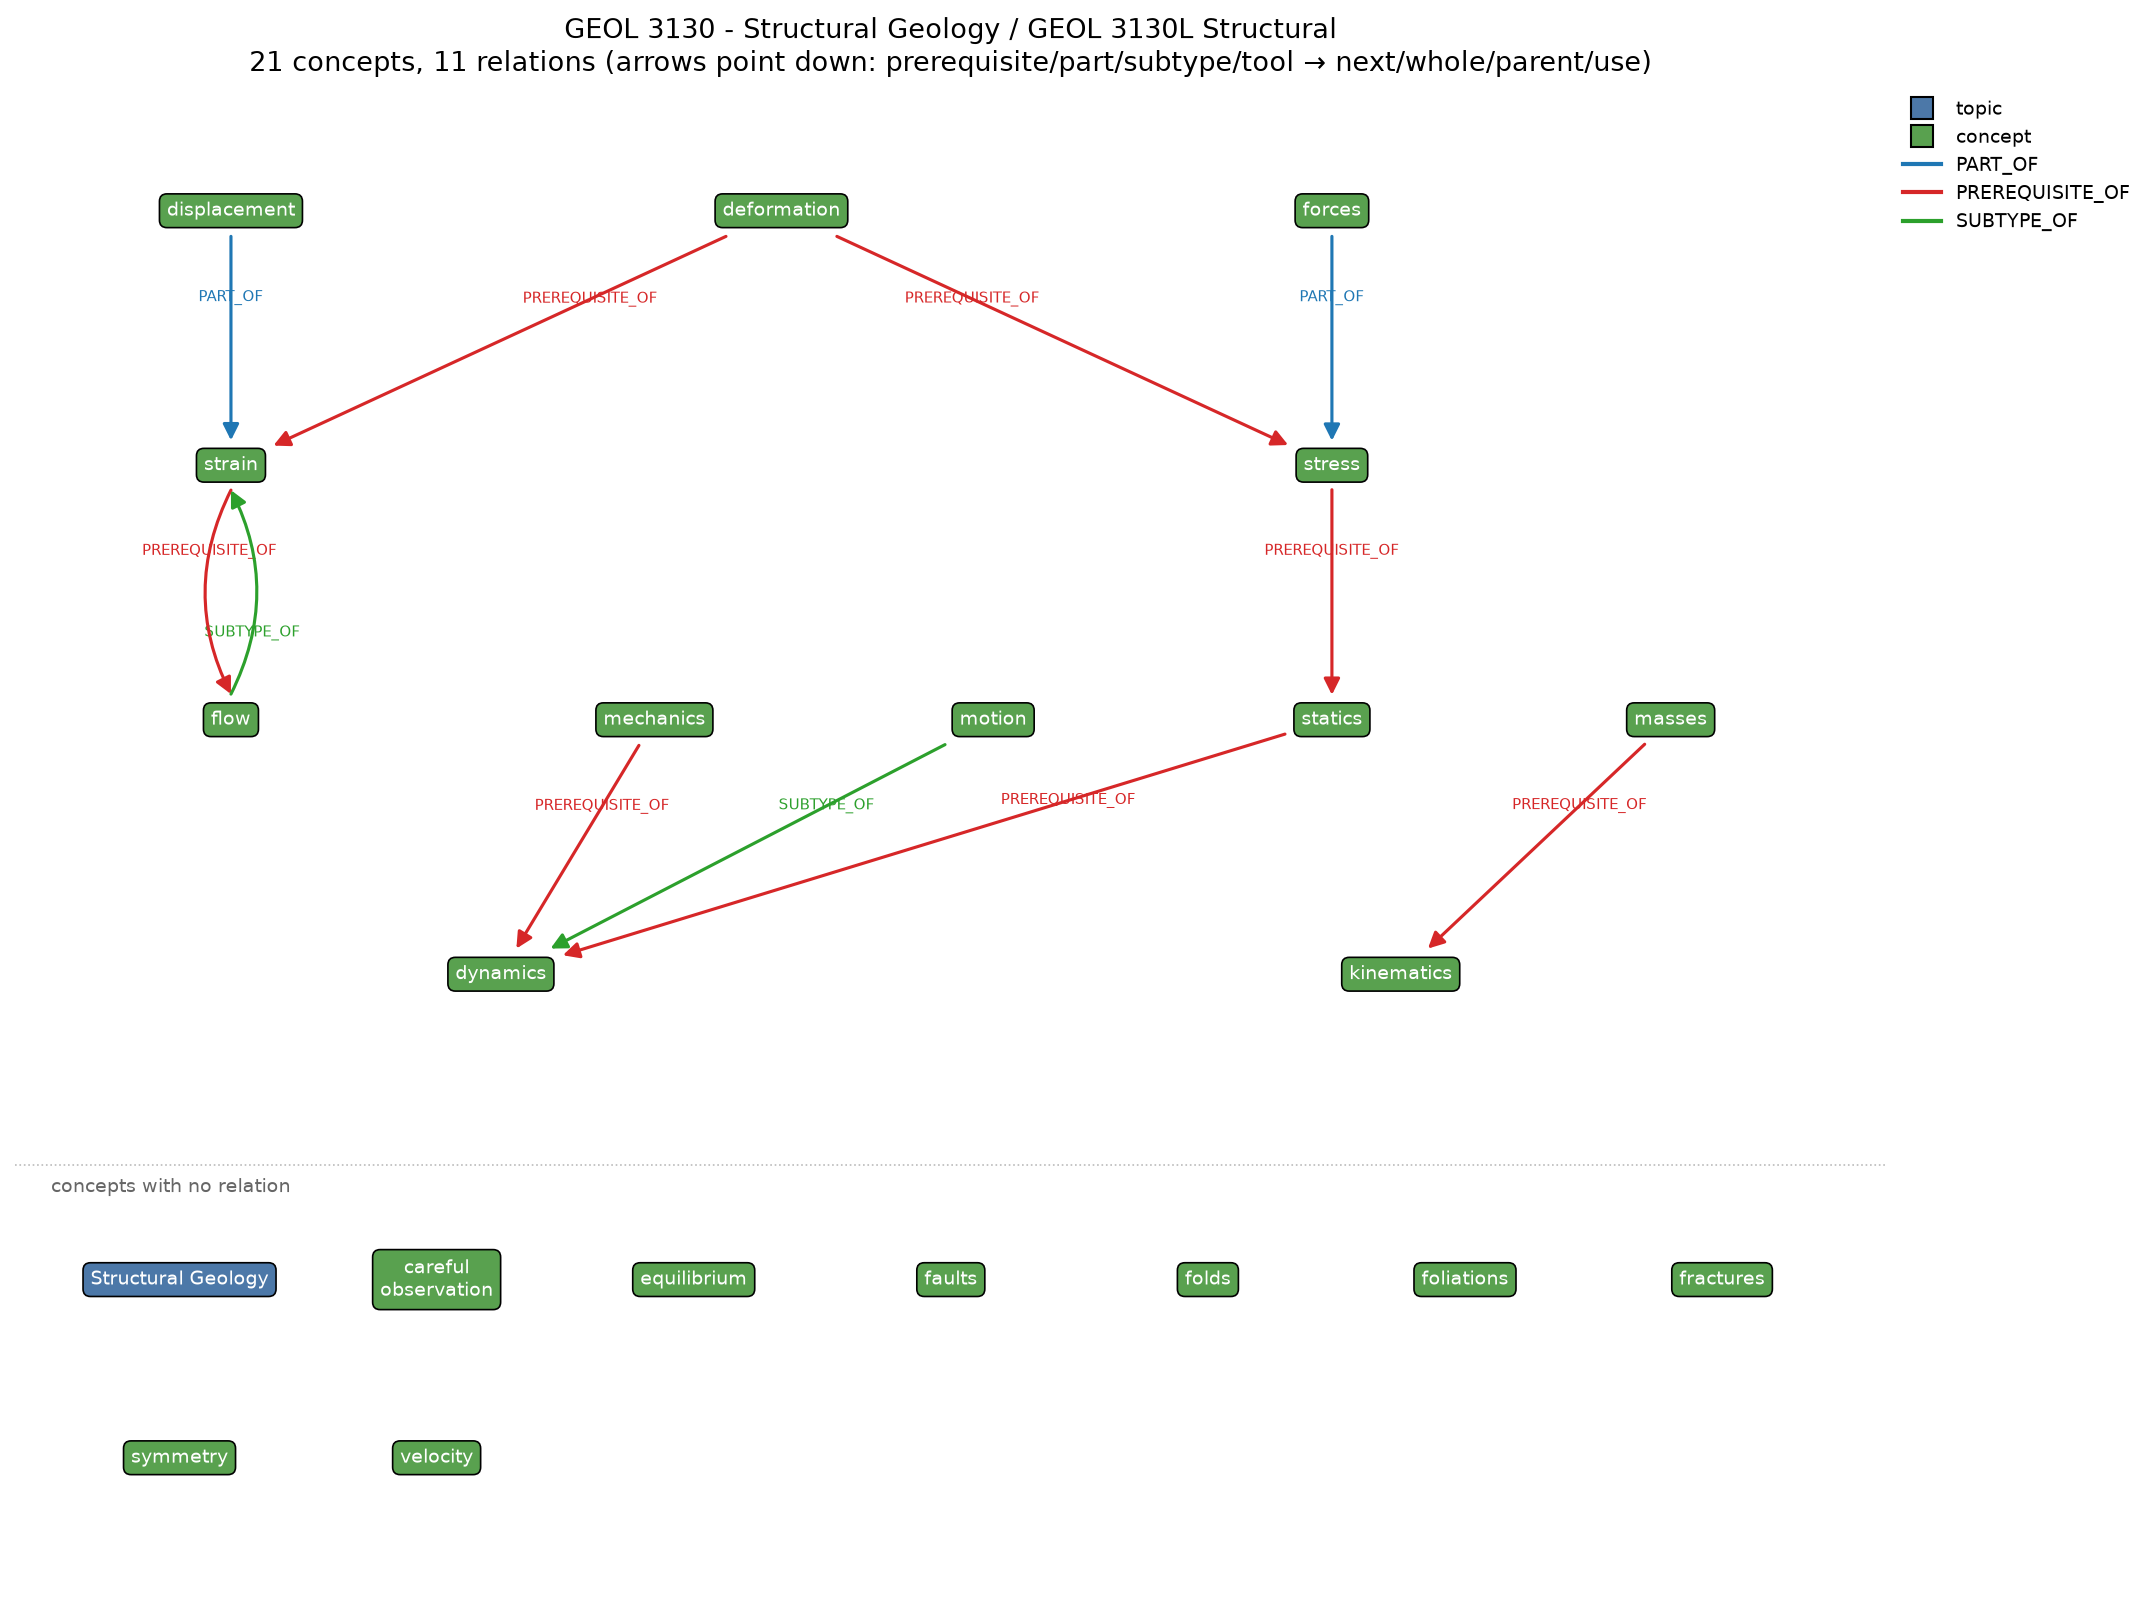 GEOL 3130 - Structural Geology / GEOL 3130L Structural
21 concepts, 11 relations (arrows point down: prerequisite/part/subtype/tool → next/whole/parent/use)
topic
concept
PART_OF
PREREQUISITE_OF
SUBTYPE_OF
displacement
deformation
forces
PART_OF
PREREQUISITE_OF
PREREQUISITE_OF
PART_OF
strain
stress
PREREQUISITE_OF
PREREQUISITE_OF
SUBTYPE_OF
flow
mechanics
motion
statics
masses
PREREQUISITE_OF
SUBTYPE_OF
PREREQUISITE_OF
PREREQUISITE_OF
dynamics
kinematics
concepts with no relation
Structural Geology
careful
observation
equilibrium
faults
folds
foliations
fractures
symmetry
velocity